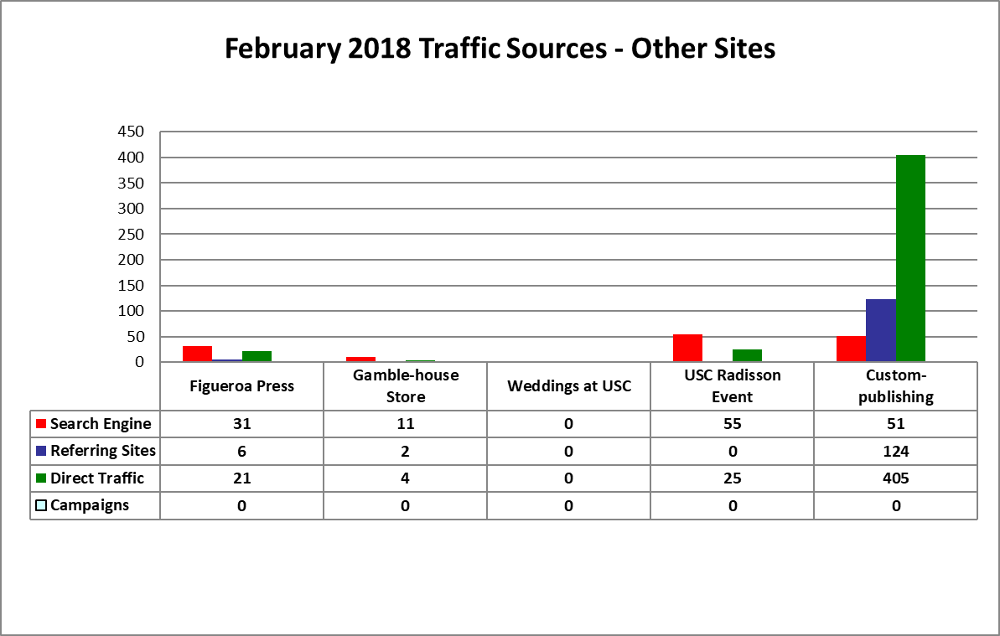 February 2018 Traffic Sources - Other Sites
450
400
350
300
250
200
150
100
50
0
Figueroa Press
Gamble-house
Store
Weddings at USC
USC Radisson
Event
Custom-
publishing
Search Engine 31 11 0 55 51
Referring Sites 6 2 0 0 124
Direct Traffic 21 4 0 25 405
Campaigns 0 0 0 0 0